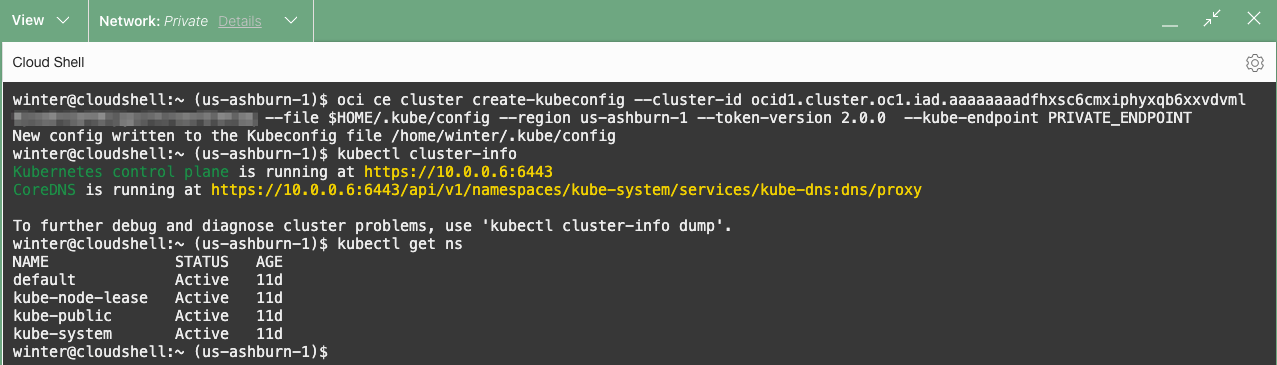 View Network: Private Details
Cloud Shell
winter@cloudshell:~ (us-ashburn-1)$ oci ce cluster create-kubeconfig --cluster-id ocid1.cluster.oc1.iad.aaaaaaaadfhxsc6cmxiphyxqb6xxvdvml
--file $HOME/.kube/config --region us-ashburn-1 --token-version 2.0.0  --kube-endpoint PRIVATE_ENDPOINT
New config written to the Kubeconfig file /home/winter/.kube/config
winter@cloudshell:~ (us-ashburn-1)$ kubectl cluster-info
Kubernetes control plane is running at https://10.0.0.6:6443
CoreDNS is running at https://10.0.0.6:6443/api/v1/namespaces/kube-system/services/kube-dns:dns/proxy
To further debug and diagnose cluster problems, use 'kubectl cluster-info dump'.
winter@cloudshell:~ (us-ashburn-1)$ kubectl get ns
NAME              STATUS   AGE
default           Active   11d
kube-node-lease   Active   11d
kube-public       Active   11d
kube-system       Active   11d
winter@cloudshell:~ (us-ashburn-1)$